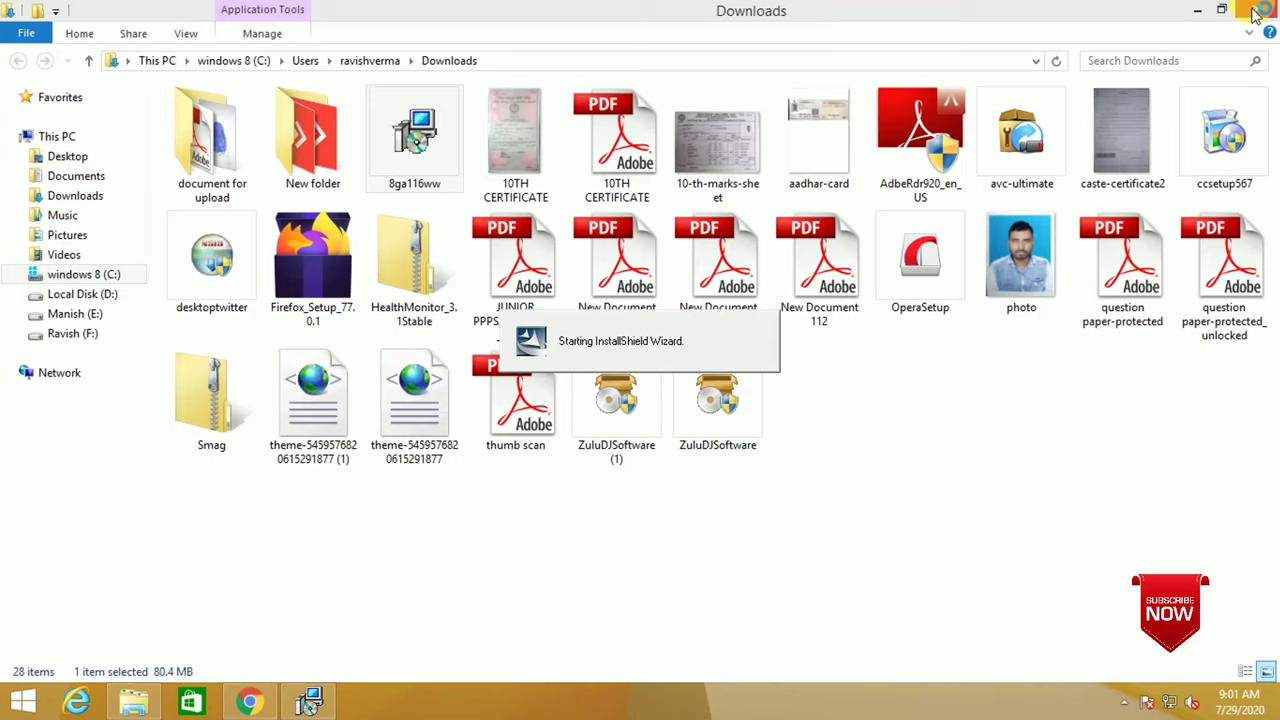 Application Tools
Downloads
File
Home
Share
View
Manage
This PC
windows 8 (C:)
Users
ravishverma
Downloads
Search Downloads
Favorites
This PC
Desktop
Documents
Downloads
Music
Pictures
Videos
windows 8 (C:)
Local Disk (D:)
Manish (E:)
Ravish (F:)
Network
document for
upload
New folder
8ga116ww
10TH
CERTIFICATE
PDF
Adobe
10TH
CERTIFICATE
10-th-marks-she
et
aadhar-card
AdbeRdr920_en_
US
avc-ultimate
caste-certificate2
ccsetup567
desktoptwitter
Firefox_Setup_77.
0.1
HealthMonitor_3.
1Stable
PDF
Adobe
JUNIOR
PPPS
PDF
Adobe
New Document
PDF
Adobe
New Document
PDF
Adobe
New Document
112
OperaSetup
photo
PDF
Adobe
question
paper-protected
PDF
Adobe
question
paper-protected_
unlocked
Starting InstallShield Wizard.
Smag
theme-545957682
0615291877 (1)
theme-545957682
0615291877
Adobe
thumb scan
ZuluDJSoftware
(1)
ZuluDJSoftware
SUBSCRIBE
NOW
28 items
1 item selected 80.4 MB
9:01 AM
7/29/2020